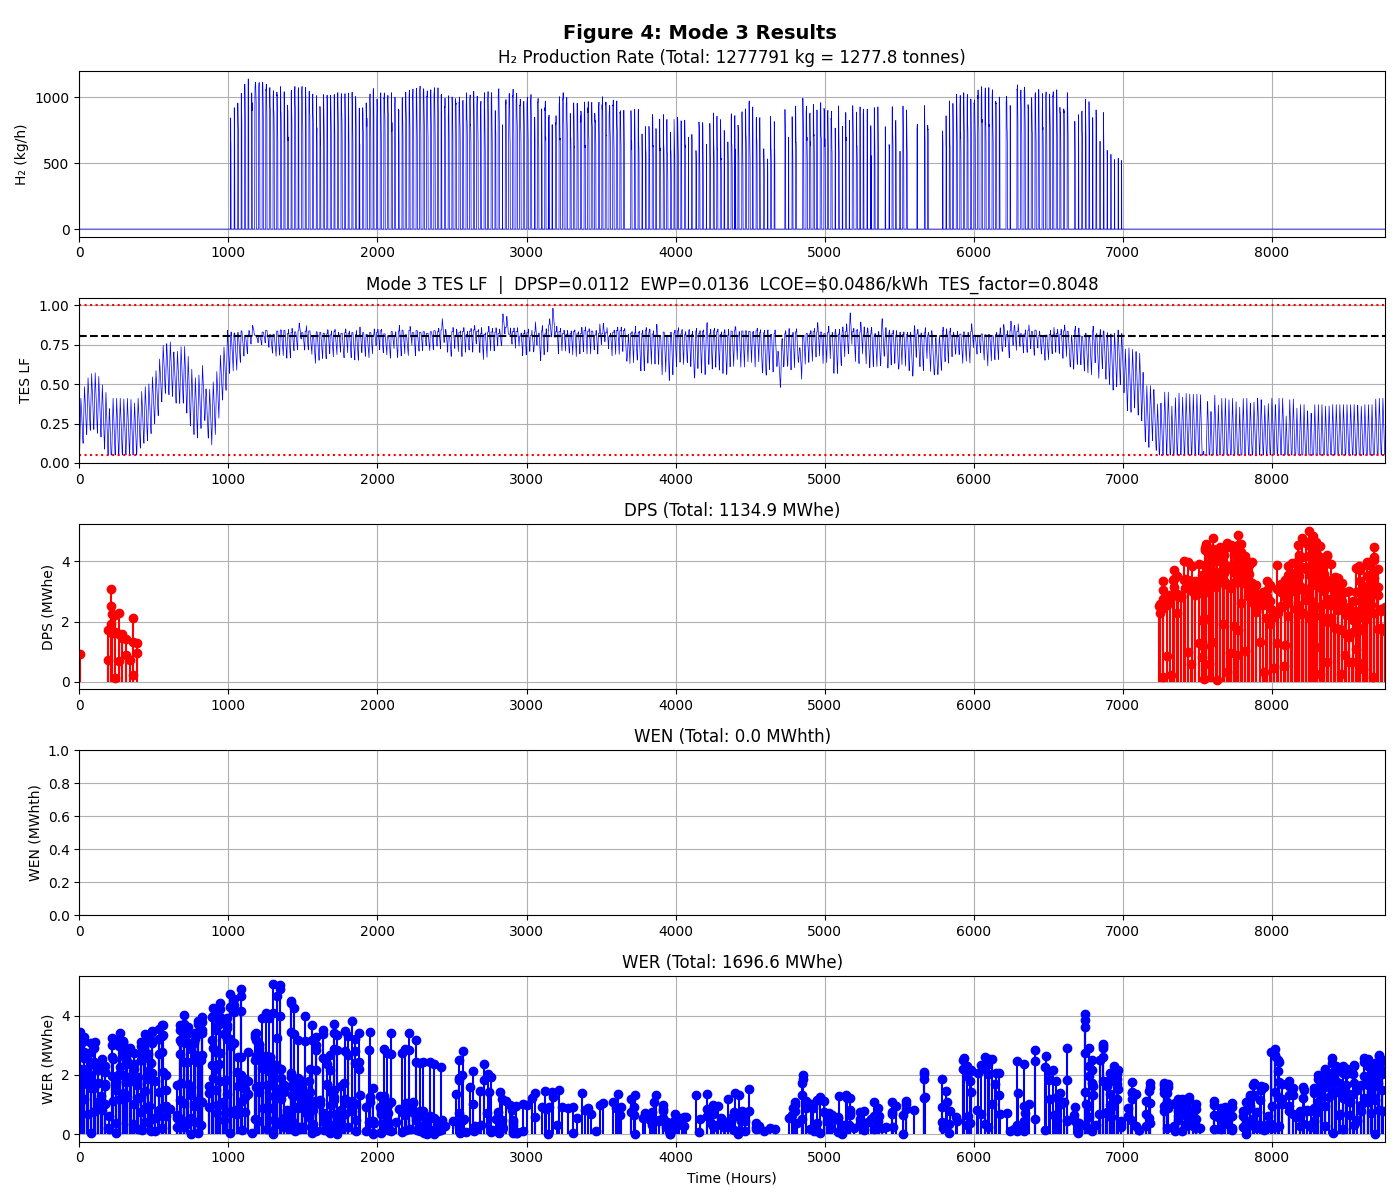 Figure 4: Mode 3 Results
H₂ Production Rate (Total: 1277791 kg = 1277.8 tonnes)
H₂ (kg/h)
1000
500
0
0 1000 2000 3000 4000 5000 6000 7000 8000
Mode 3 TES LF | DPSP=0.0112 EWP=0.0136 LCOE=$0.0486/kWh TES_factor=0.8048
TES LF
1.00
0.75
0.50
0.25
0.00
0 1000 2000 3000 4000 5000 6000 7000 8000
DPS (Total: 1134.9 MWhe)
DPS (MWhe)
4
2
0
0 1000 2000 3000 4000 5000 6000 7000 8000
WEN (Total: 0.0 MWhth)
WEN (MWhth)
1.0
0.8
0.6
0.4
0.2
0.0
0 1000 2000 3000 4000 5000 6000 7000 8000
WER (Total: 1696.6 MWhe)
WER (MWhe)
4
2
0
0 1000 2000 3000 4000 5000 6000 7000 8000
Time (Hours)